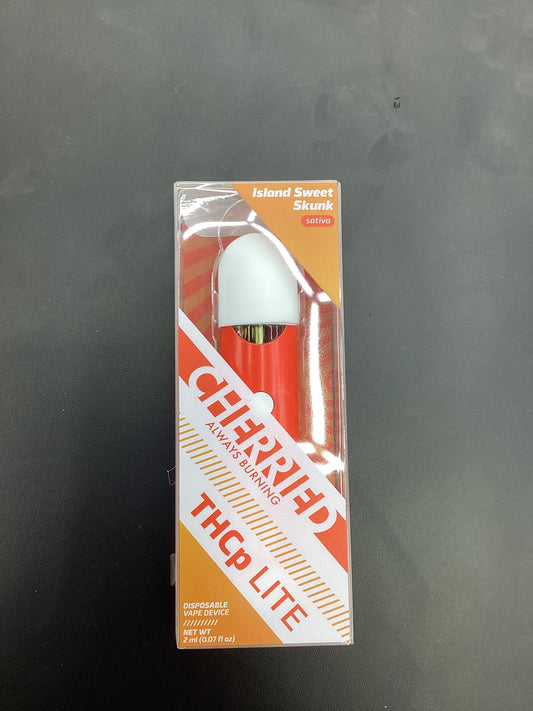 Island Sweet
Skunk
sativa
CHERRIED
ALWAYS BURNING
THCp LITE
DISPOSABLE
VAPE DEVICE
//////////
NET WT
2 ml (0.07 fl oz)